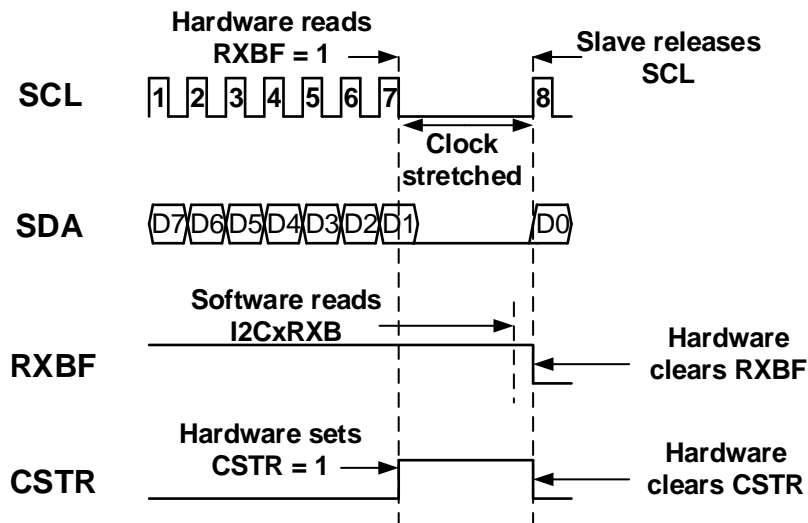 Hardware reads
RXBF = 1
Slave releases
SCL
SCL
1 2 3 4 5 6 7 8
Clock
stretched
SDA
D7 D6 D5 D4 D3 D2 D1 D0
Software reads
I2CxRXB
RXBF
Hardware
clears RXBF
Hardware sets
CSTR = 1
CSTR
Hardware
clears CSTR